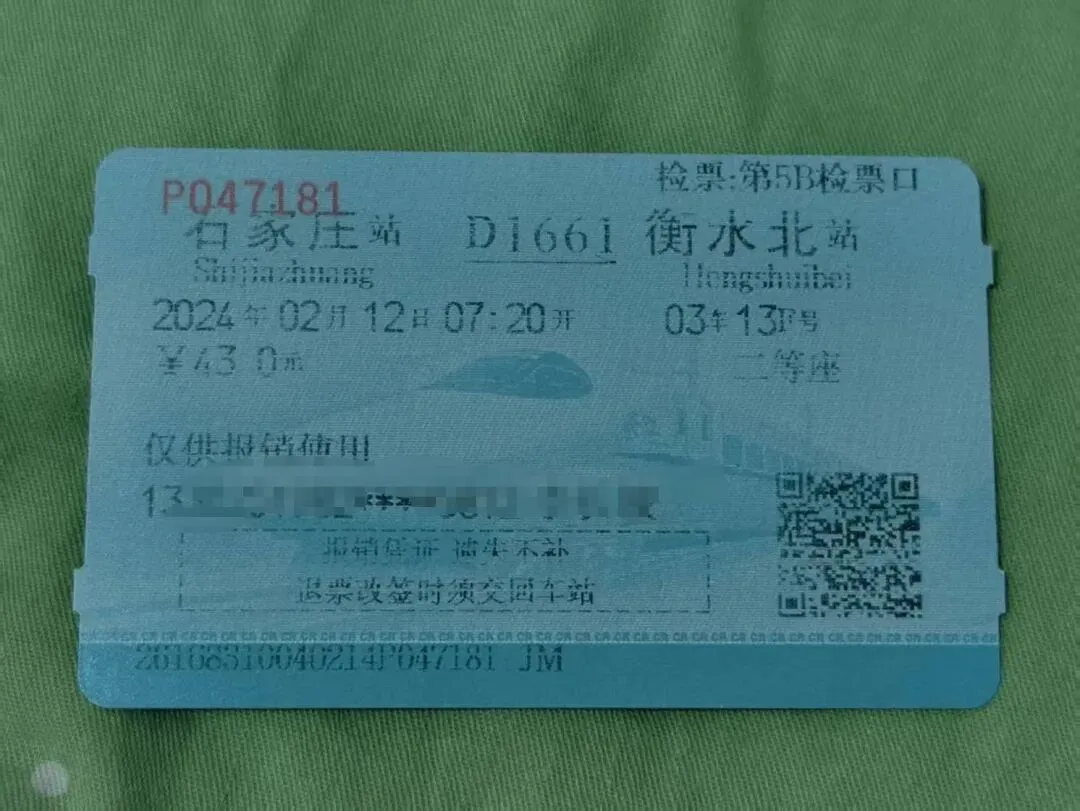 检票:第5B检票口
P047181
石家庄站 D1661 衡水北站
Shijiazhuang Hengshuibei
2024年02月12日07:20开 03车13F号
￥43.0元 二等座
仅供报销使用
报销凭证 遗失不补
退票改签时须交回车站
JM